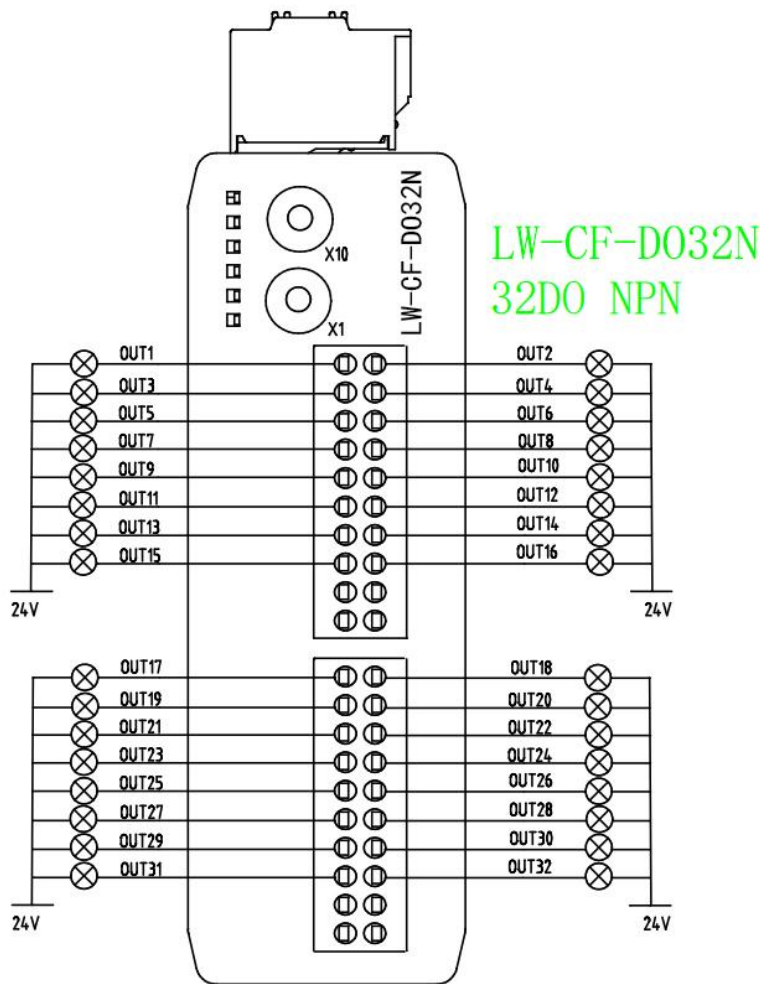 LW-CF-DO32N
LW-CF-DO32N
32DO NPN
X10
X1
OUT1 OUT2
OUT3 OUT4
OUT5 OUT6
OUT7 OUT8
OUT9 OUT10
OUT11 OUT12
OUT13 OUT14
OUT15 OUT16
24V 24V
OUT17 OUT18
OUT19 OUT20
OUT21 OUT22
OUT23 OUT24
OUT25 OUT26
OUT27 OUT28
OUT29 OUT30
OUT31 OUT32
24V 24V